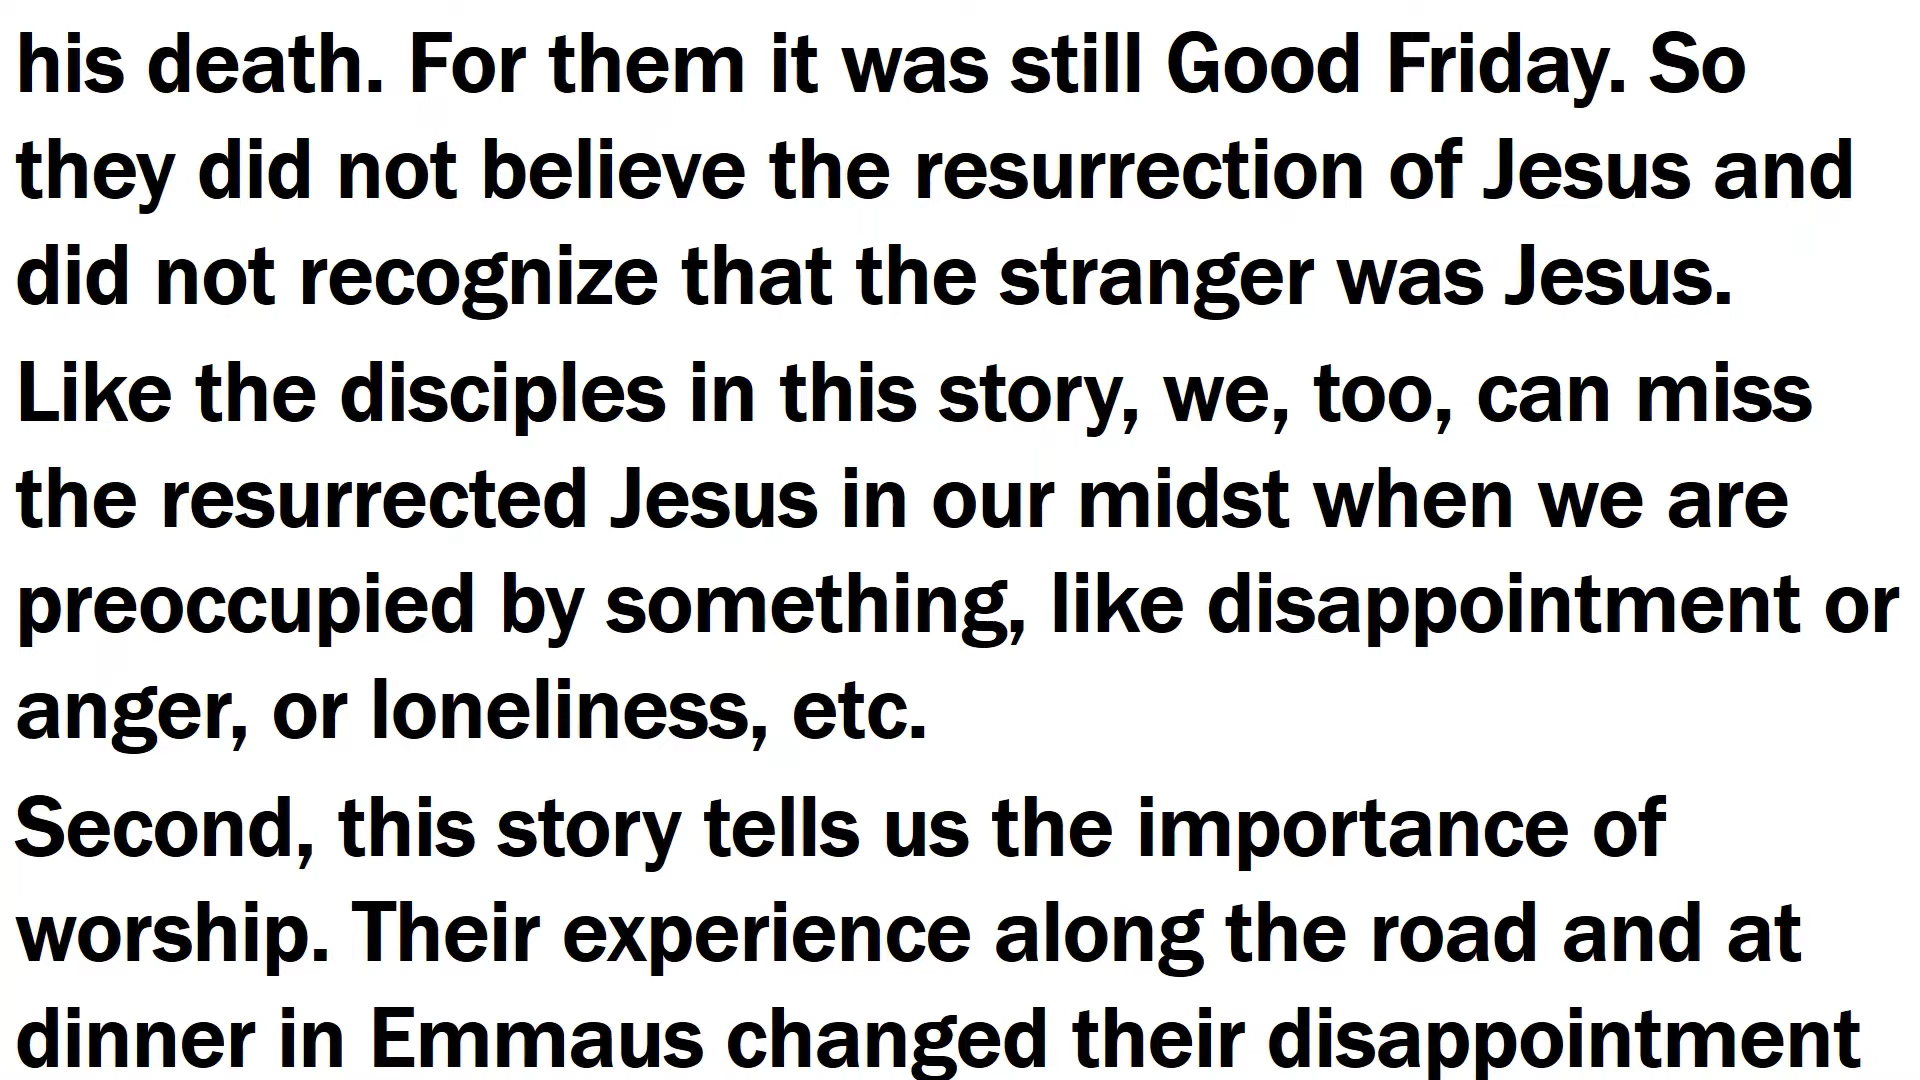 his death. For them it was still Good Friday. So
they did not believe the resurrection of Jesus and
did not recognize that the stranger was Jesus.
Like the disciples in this story, we, too, can miss
the resurrected Jesus in our midst when we are
preoccupied by something, like disappointment or
anger, or loneliness, etc.
Second, this story tells us the importance of
worship. Their experience along the road and at
dinner in Emmaus changed their disappointment